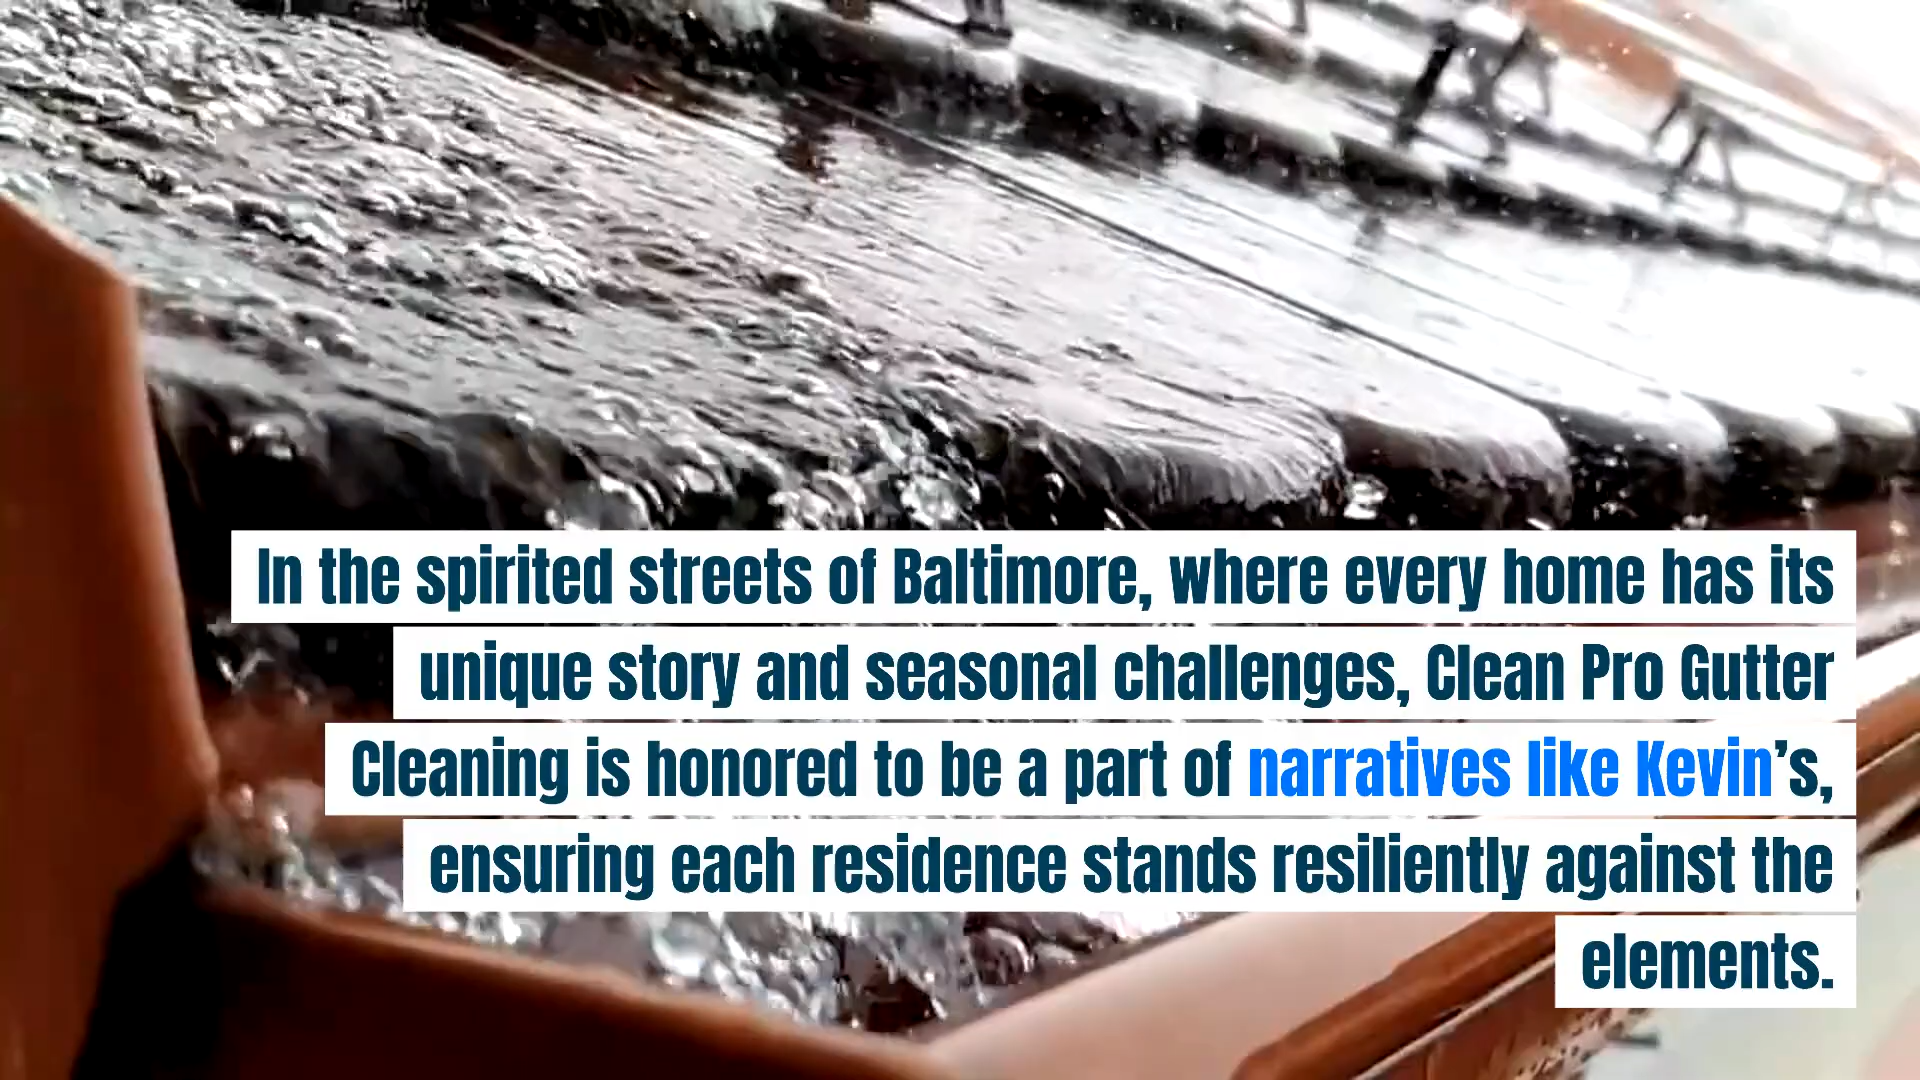 In the spirited streets of Baltimore, where every home has its
unique story and seasonal challenges, Clean Pro Gutter
Cleaning is honored to be a part of narratives like Kevin’s,
ensuring each residence stands resiliently against the
elements.